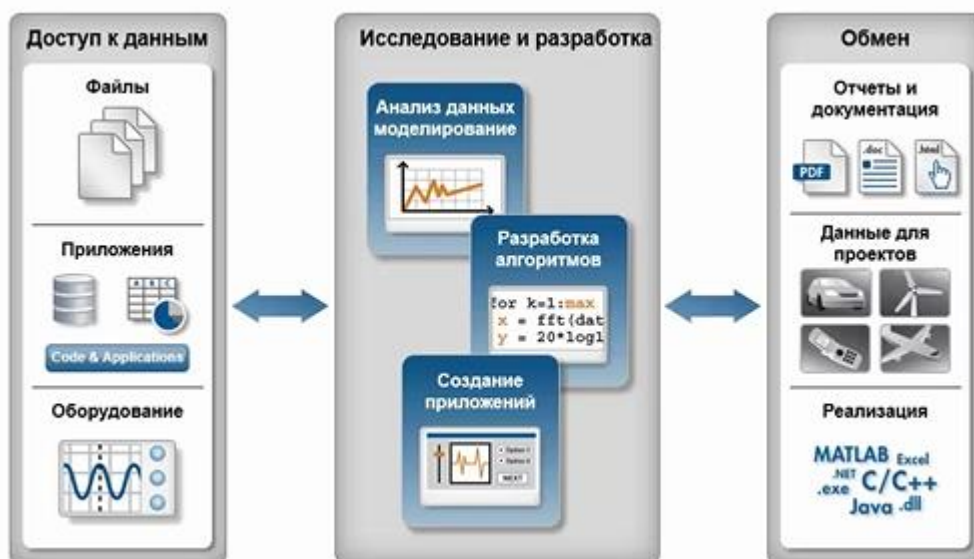 Доступ к данным
Файлы
Приложения
A B C
Code & Applications
Оборудование
Исследование и разработка
Анализ данных
моделирование
Разработка
алгоритмов
for k=1:max
x = fft(dat
y = 20*log1
Создание
приложений
NEXT
Обмен
Отчеты и
документация
PDF
.doc
.html
Данные для
проектов
Реализация
MATLAB Excel
.NET C/C++
.exe
Java .dll